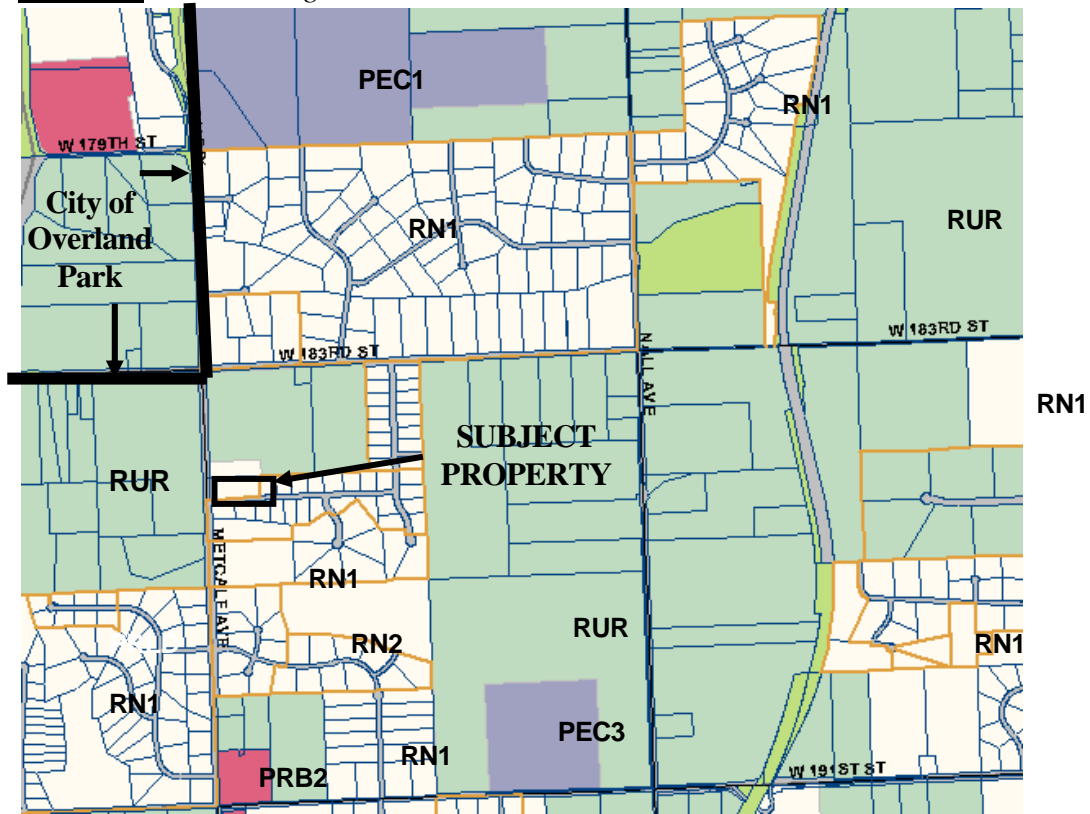 PEC1
RN1
W 179TH ST
City of
Overland
Park
RN1
RUR
W 183RD ST
W 183RD ST
NALL AVE
RN1
SUBJECT
PROPERTY
RUR
METCALF AVE
RN1
RN2
RUR
RN1
RN1
PEC3
RN1
PRB2
W 191ST ST